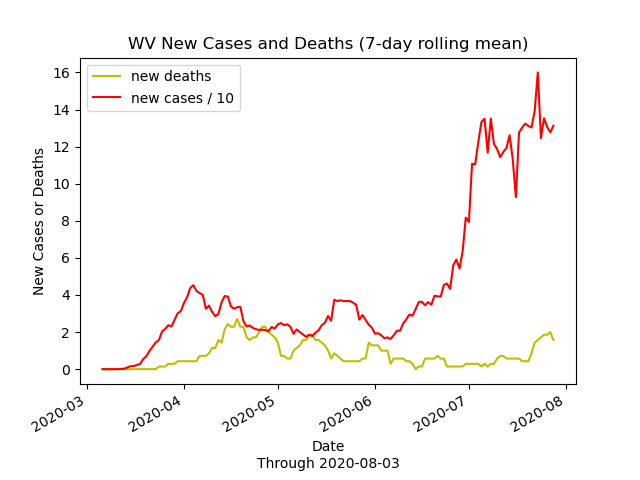 WV New Cases and Deaths (7-day rolling mean)
new deaths
new cases / 10
16
14
12
10
8
6
4
2
0
New Cases or Deaths
2020-03
2020-04
2020-05
2020-06
2020-07
2020-08
Date
Through 2020-08-03